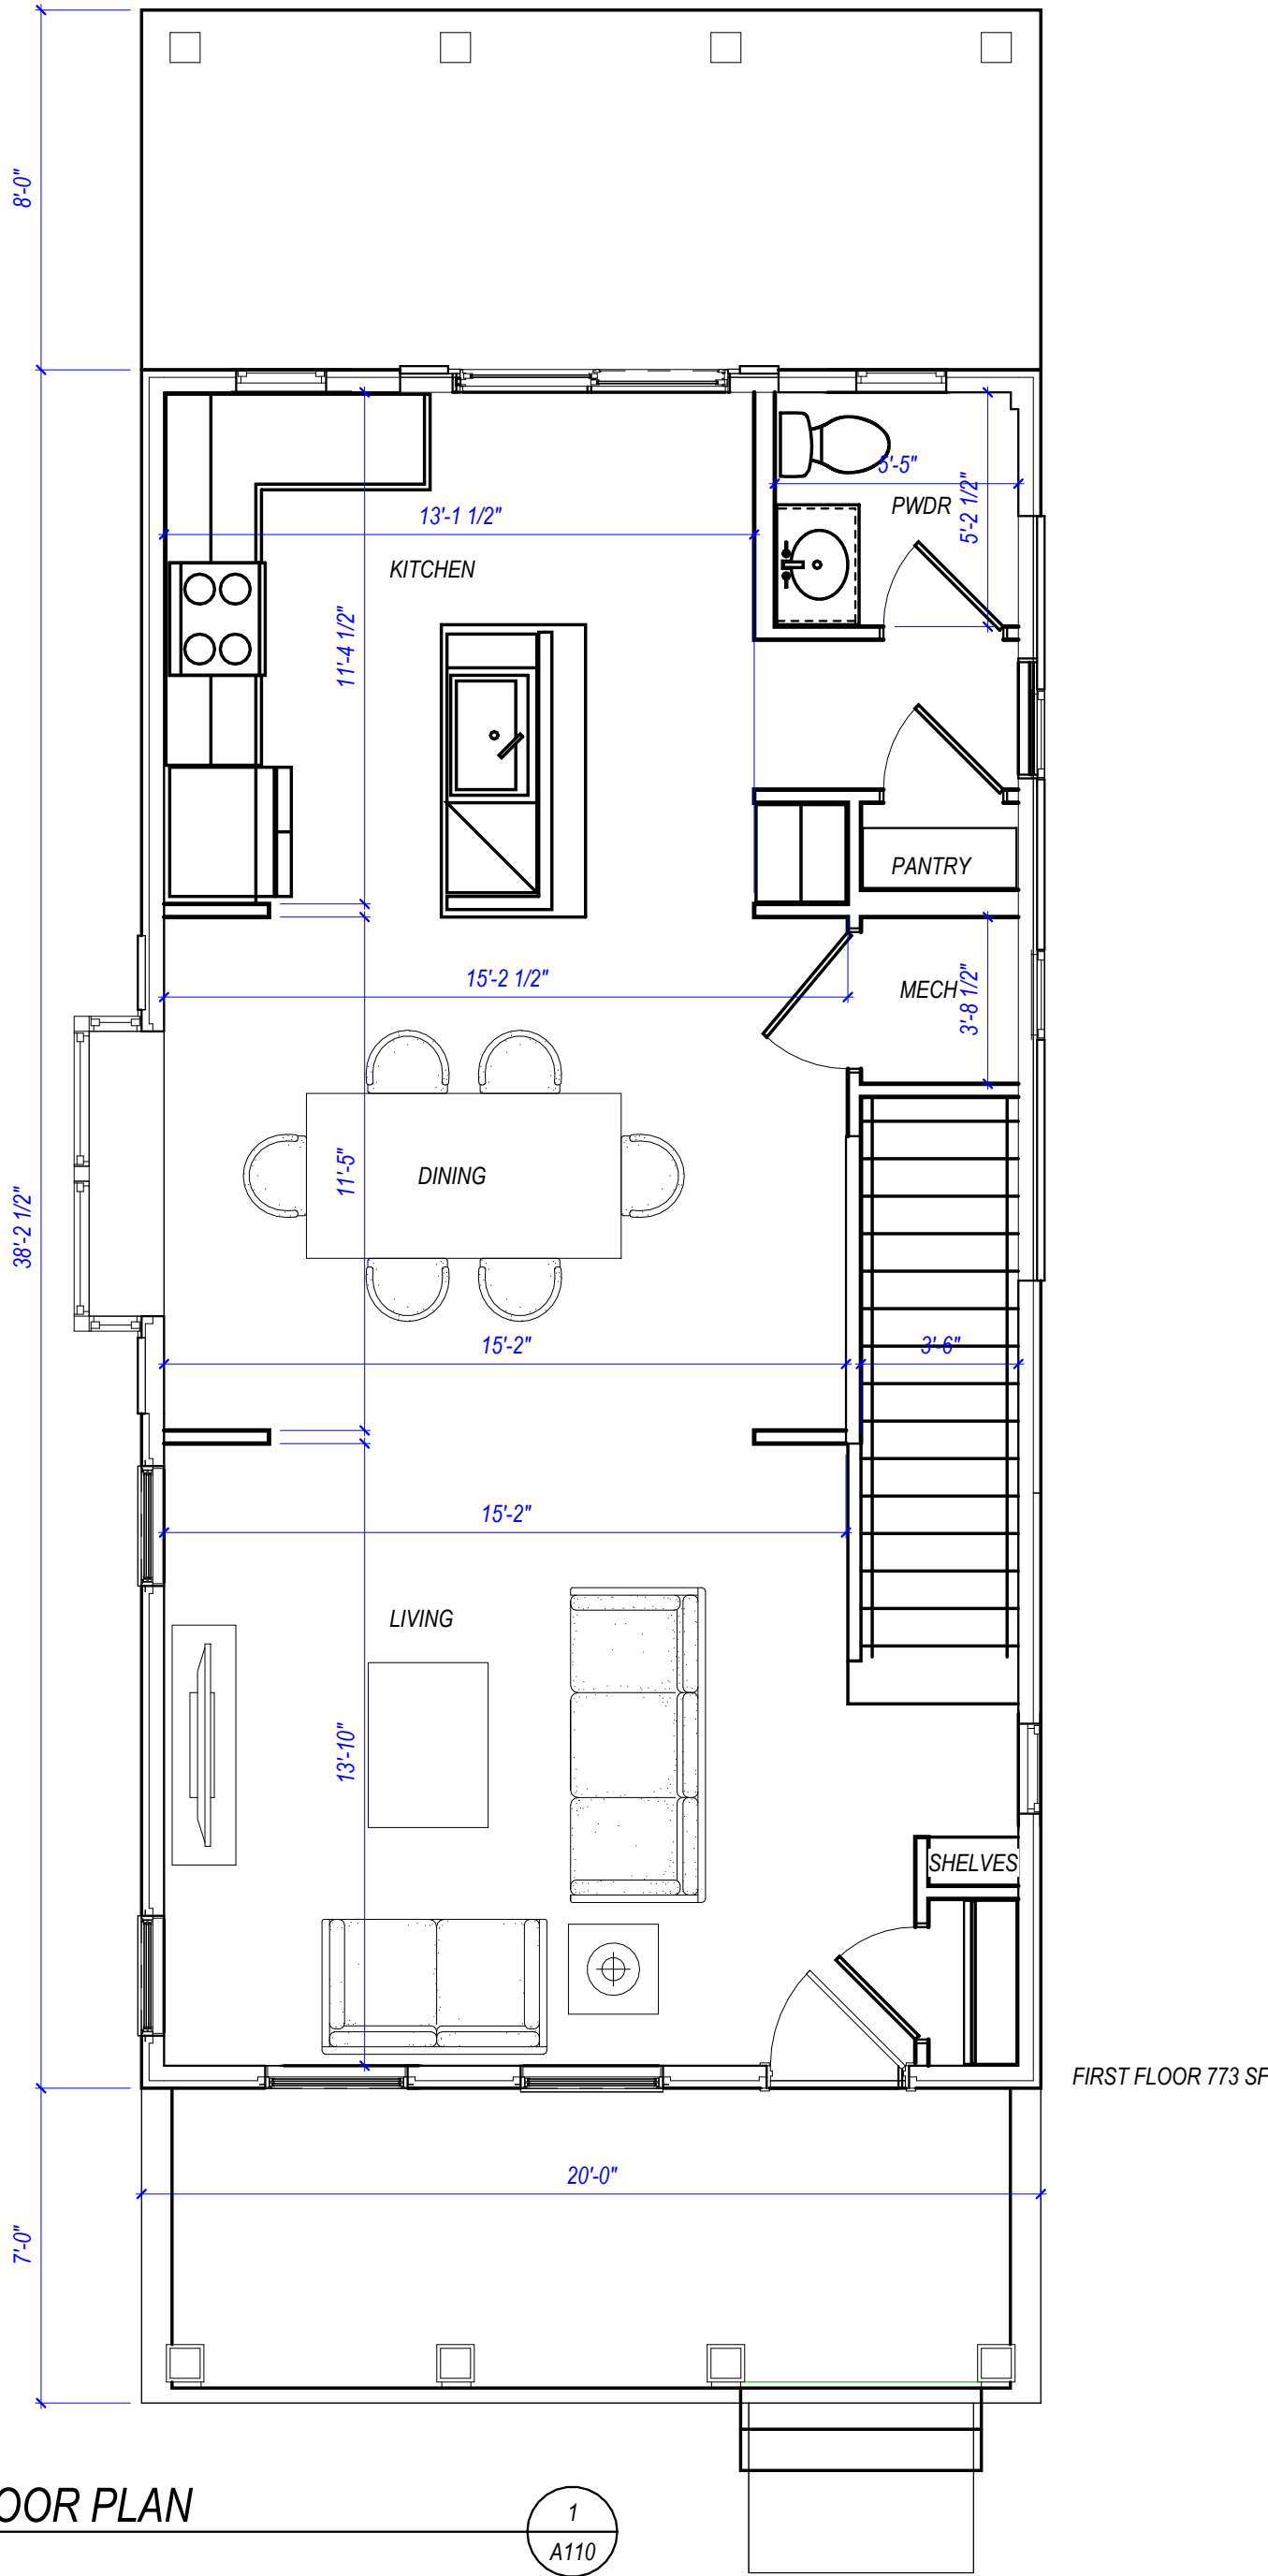 8'-0"
5'-5"
PWDR
5'-2 1/2"
13'-1 1/2"
KITCHEN
11'-4 1/2"
PANTRY
15'-2 1/2"
MECH
3'-8 1/2"
DINING
11'-5"
38'-2 1/2"
15'-2"
3'-6"
15'-2"
LIVING
13'-10"
SHELVES
FIRST FLOOR 773 SF
20'-0"
7'-0"
OOR PLAN
1
A110